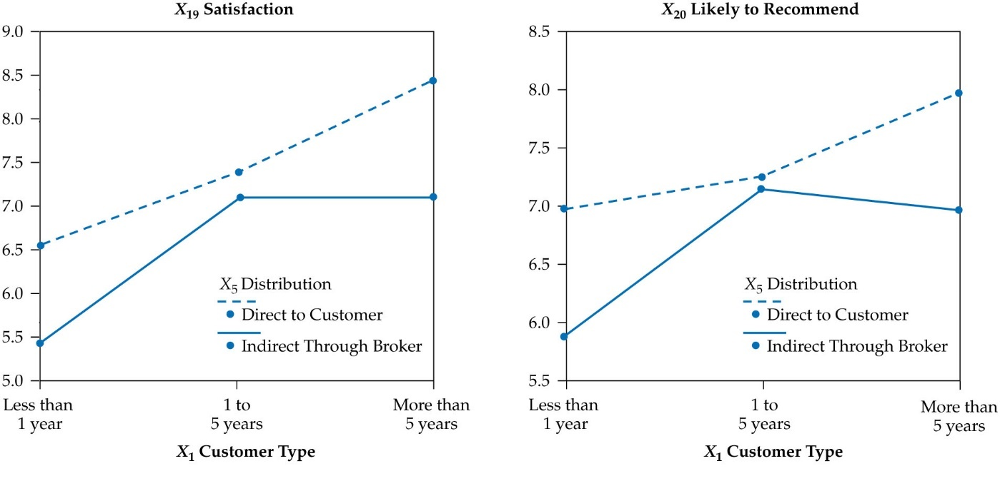 X19 Satisfaction
9.0
8.5
8.0
7.5
7.0
6.5
6.0
5.5
5.0
X5 Distribution
Direct to Customer
Indirect Through Broker
Less than
1 year
1 to
5 years
More than
5 years
X1 Customer Type
X20 Likely to Recommend
8.5
8.0
7.5
7.0
6.5
6.0
5.5
X5 Distribution
Direct to Customer
Indirect Through Broker
Less than
1 year
1 to
5 years
More than
5 years
X1 Customer Type